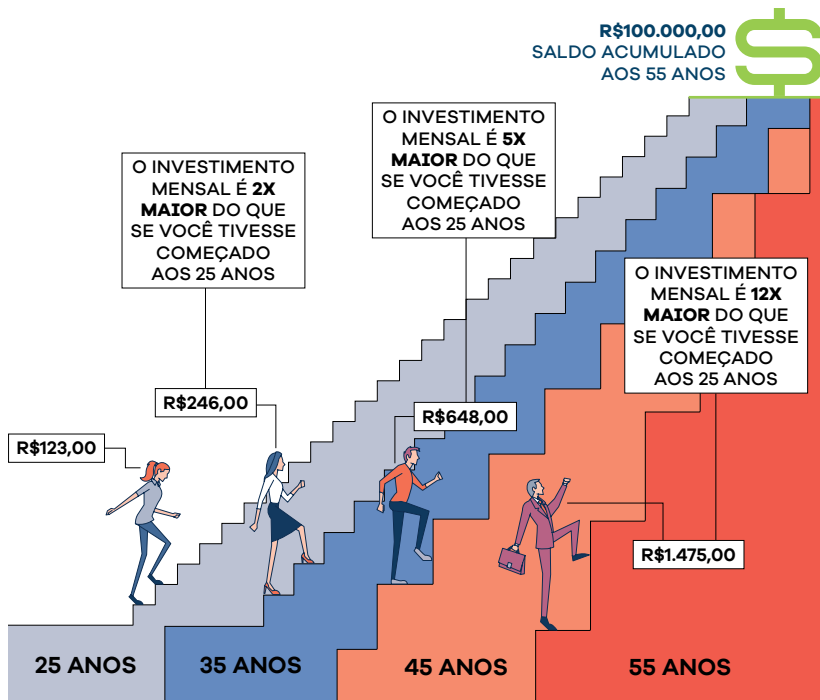 R$100.000,00
SALDO ACUMULADO
AOS 55 ANOS
O INVESTIMENTO
MENSAL É 5X
MAIOR DO QUE
SE VOCÊ TIVESSE
COMEÇADO
AOS 25 ANOS
O INVESTIMENTO
MENSAL É 2X
MAIOR DO QUE
SE VOCÊ TIVESSE
COMEÇADO
AOS 25 ANOS
O INVESTIMENTO
MENSAL É 12X
MAIOR DO QUE
SE VOCÊ TIVESSE
COMEÇADO
AOS 25 ANOS
R$123,00
R$246,00
R$648,00
R$1.475,00
25 ANOS
35 ANOS
45 ANOS
55 ANOS